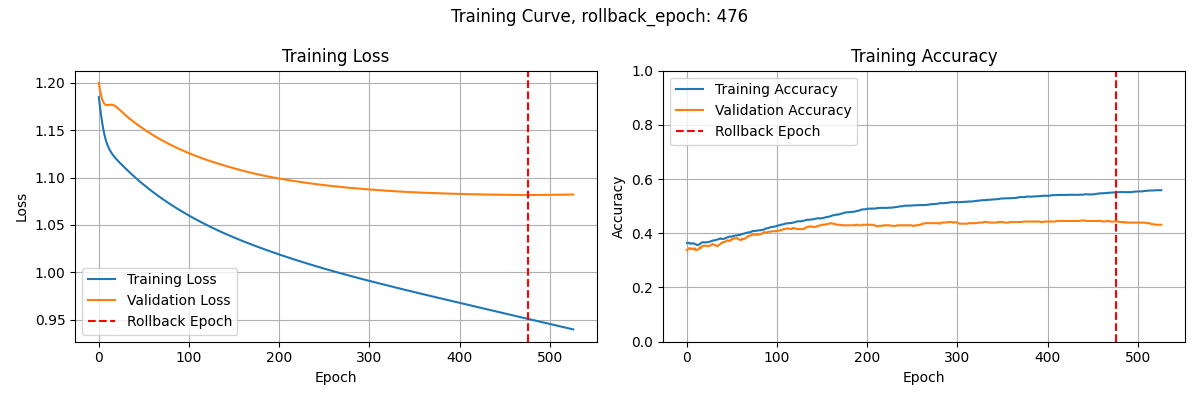 Training Curve, rollback_epoch: 476
Training Loss
1.20
1.15
1.10
1.05
1.00
0.95
Loss
Training Loss
Validation Loss
Rollback Epoch
0 100 200 300 400 500
Epoch
Training Accuracy
1.0
0.8
0.6
0.4
0.2
0.0
Accuracy
Training Accuracy
Validation Accuracy
Rollback Epoch
0 100 200 300 400 500
Epoch